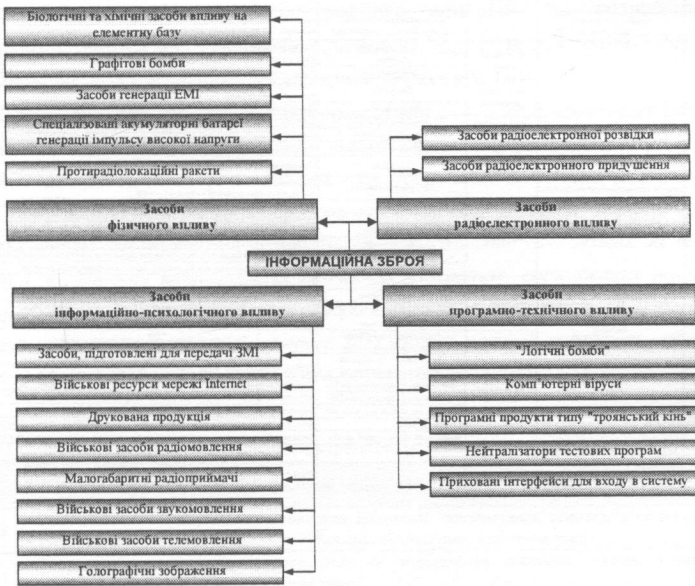 Біологічні та хімічні засоби впливу на
елементну базу
Графітові бомби
Засоби генерації ЕМІ
Спеціалізовані акумуляторні батареї
генерації імпульсу високої напруги
Протирадіолокаційні ракети
Засоби
фізичного впливу
Засоби радіоелектронної розвідки
Засоби радіоелектронного придушення
Засоби
радіоелектронного впливу
ІНФОРМАЦІЙНА ЗБРОЯ
Засоби
інформаційно-психологічного впливу
Засоби, підготовлені для передачі ЗМІ
Військові ресурси мережі Internet
Друкована продукція
Військові засоби радіомовлення
Малогабаритні радіоприймачі
Військові засоби звукомовлення
Військові засоби телемовлення
Голографічні зображення
Засоби
програмно-технічного впливу
"Логічні бомби"
Комп'ютерні віруси
Програмні продукти типу "троянський кінь"
Нейтралізатори тестових програм
Приховані інтерфейси для входу в систему